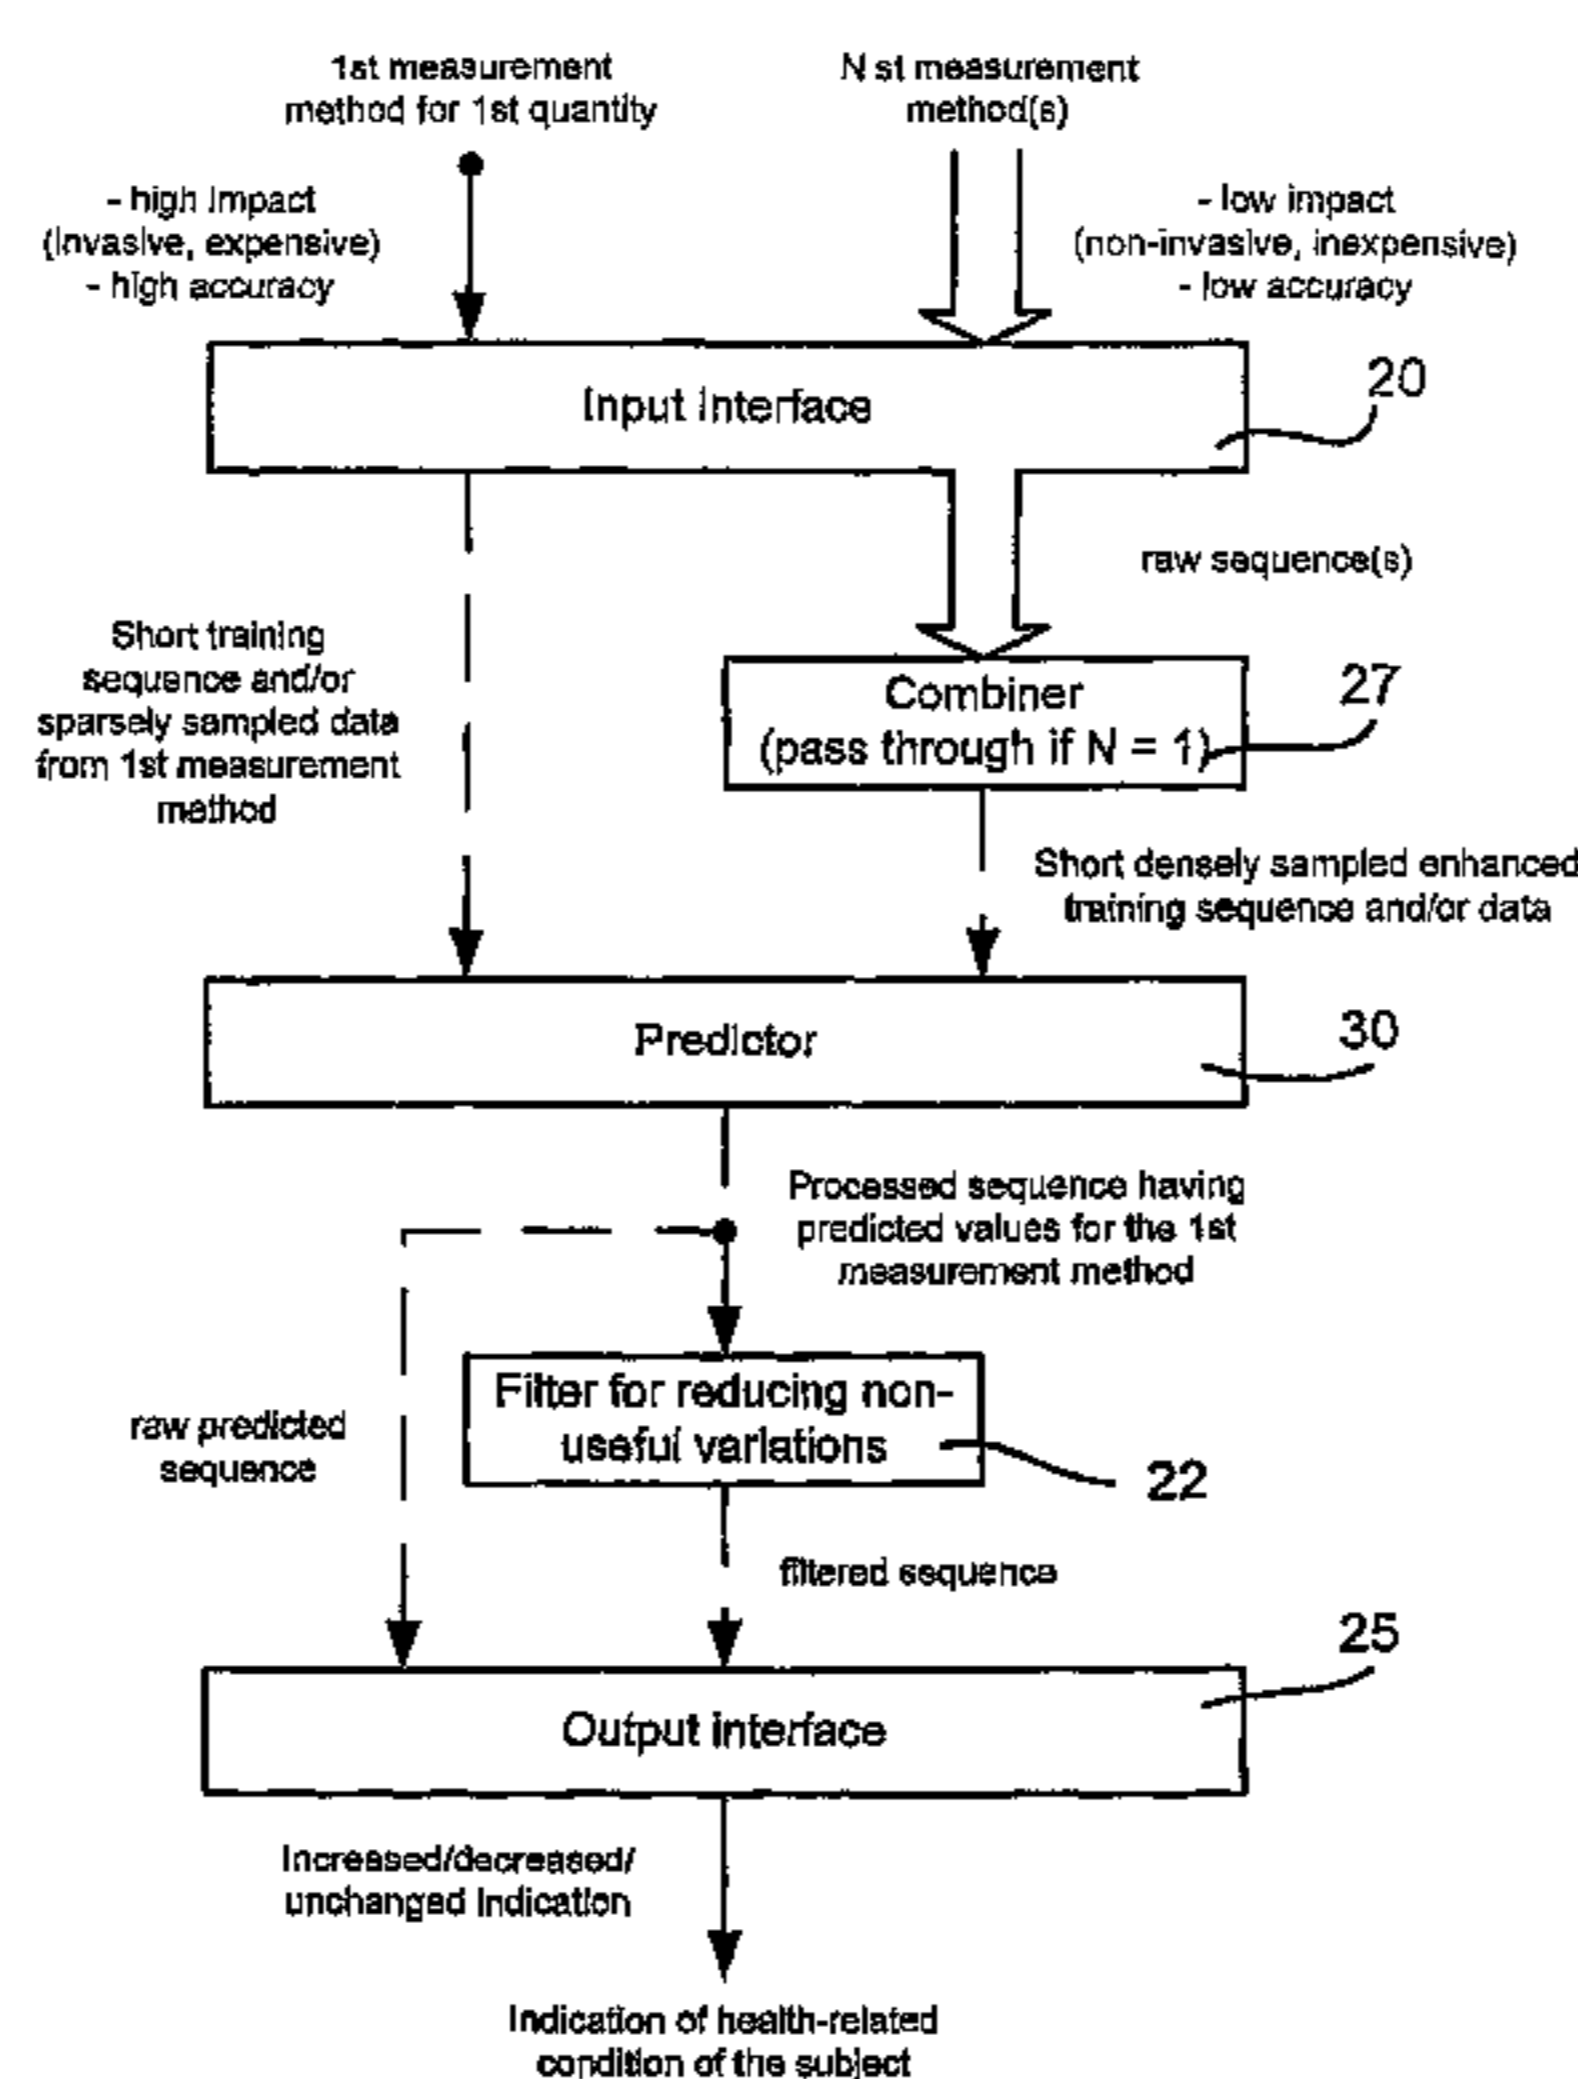 1st measurement
method for 1st quantity
N st measurement
method(s)
- high impact
(invasive, expensive)
- high accuracy
- low impact
(non-invasive, inexpensive)
- low accuracy
Input Interface
20
raw sequence(s)
Short training
sequence and/or
sparsely sampled data
from 1st measurement
method
Combiner
(pass through if N = 1)
27
Short densely sampled enhanced
training sequence and/or data
Predictor
30
Processed sequence having
predicted values for the 1st
measurement method
Filter for reducing non-
useful variations
22
raw predicted
sequence
filtered sequence
25
Output interface
Increased/decreased/
unchanged indication
Indication of health-related
condition of the subject